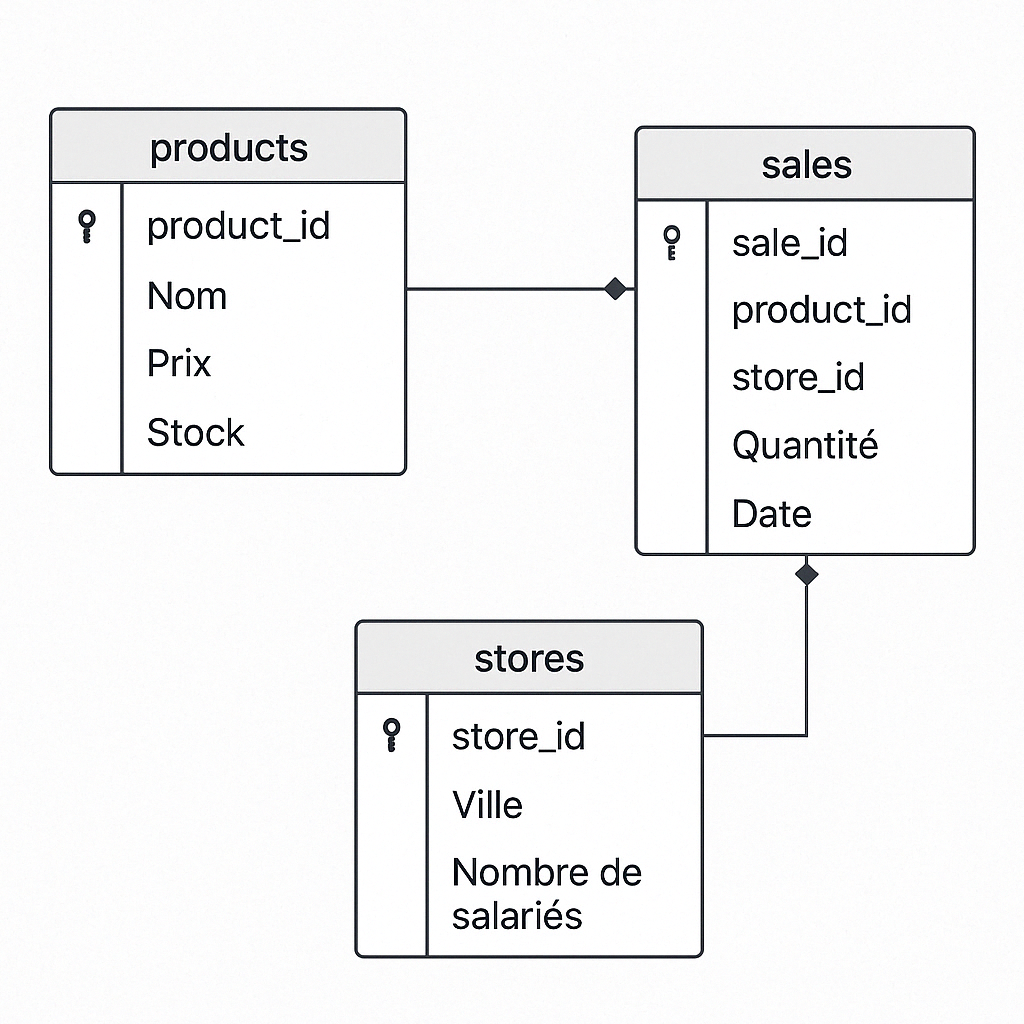 products
product_id
Nom
Prix
Stock
sales
sale_id
product_id
store_id
Quantité
Date
stores
store_id
Ville
Nombre de
salariés